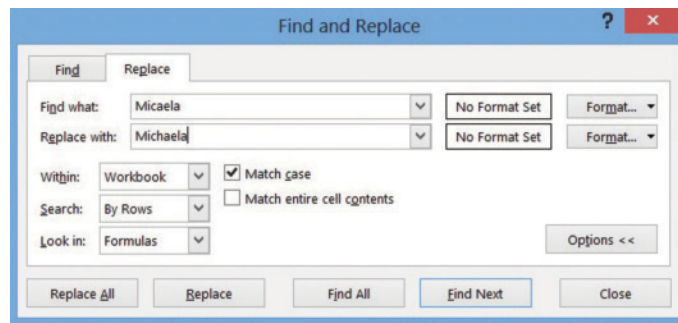 Find and Replace ? ×
Find Replace
Find what: Micaela No Format Set Format...
Replace with: Michaela No Format Set Format...
Within: Workbook Match case
Search: By Rows Match entire cell contents
Look in: Formulas Options <<
Replace All Replace Find All Find Next Close